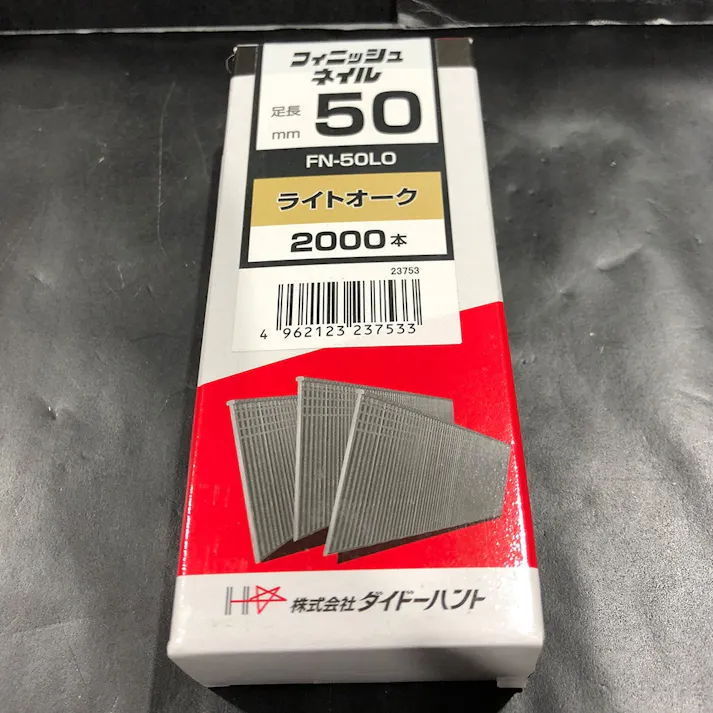 フィニッシュ
ネイル
足長
mm
50
FN-50LO
ライトオーク
2000本
23753
4 962123 237533
株式会社 ダイドーハント